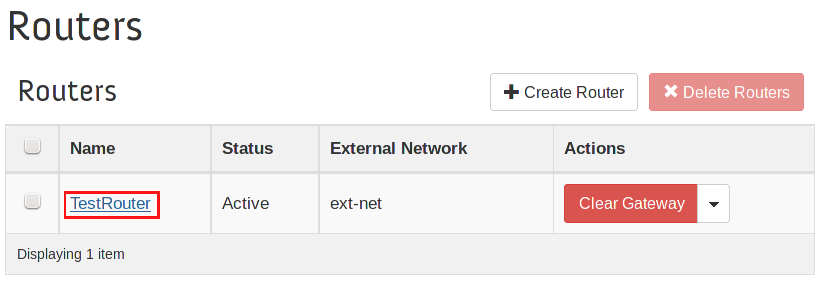 Routers
Routers
Create Router
Delete Routers
Name Status External Network Actions
TestRouter Active ext-net Clear Gateway
Displaying 1 item